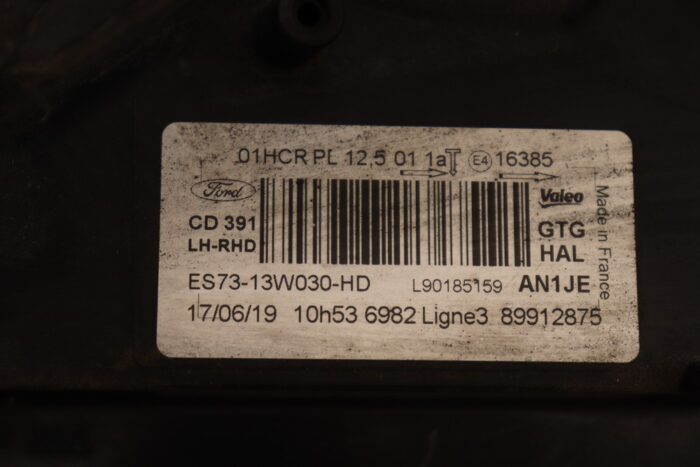 01HCR PL 12,5 01 1a E4 16385
Ford
Valeo
CD 391
LH-RHD
GTG
HAL
Made in France
ES73-13W030-HD L90185159 AN1JE
17/06/19 10h53 6982 Ligne3 89912875